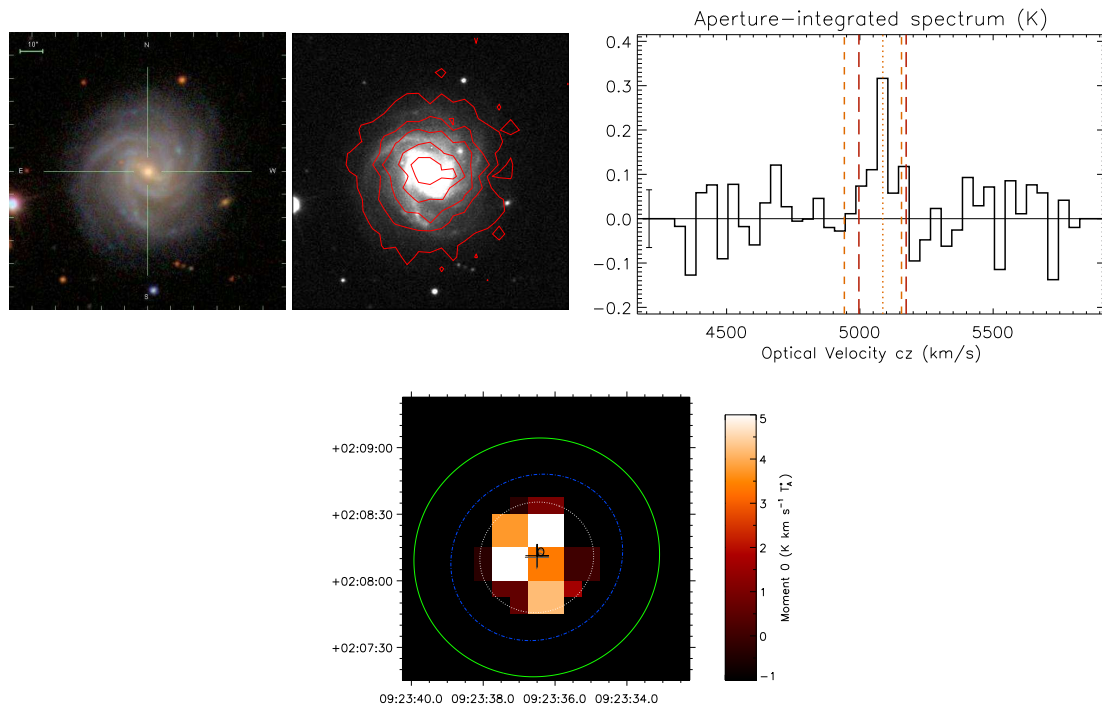 10"
N
E
W
S
Aperture-integrated spectrum (K)
0.4
0.3
0.2
0.1
0.0
-0.1
-0.2
4500 5000 5500
Optical Velocity cz (km/s)
+02:09:00
+02:08:30
+02:08:00
+02:07:30
09:23:40.0 09:23:38.0 09:23:36.0 09:23:34.0
5
4
3
2
1
0
-1
Moment 0 (K km s⁻¹ T*A)